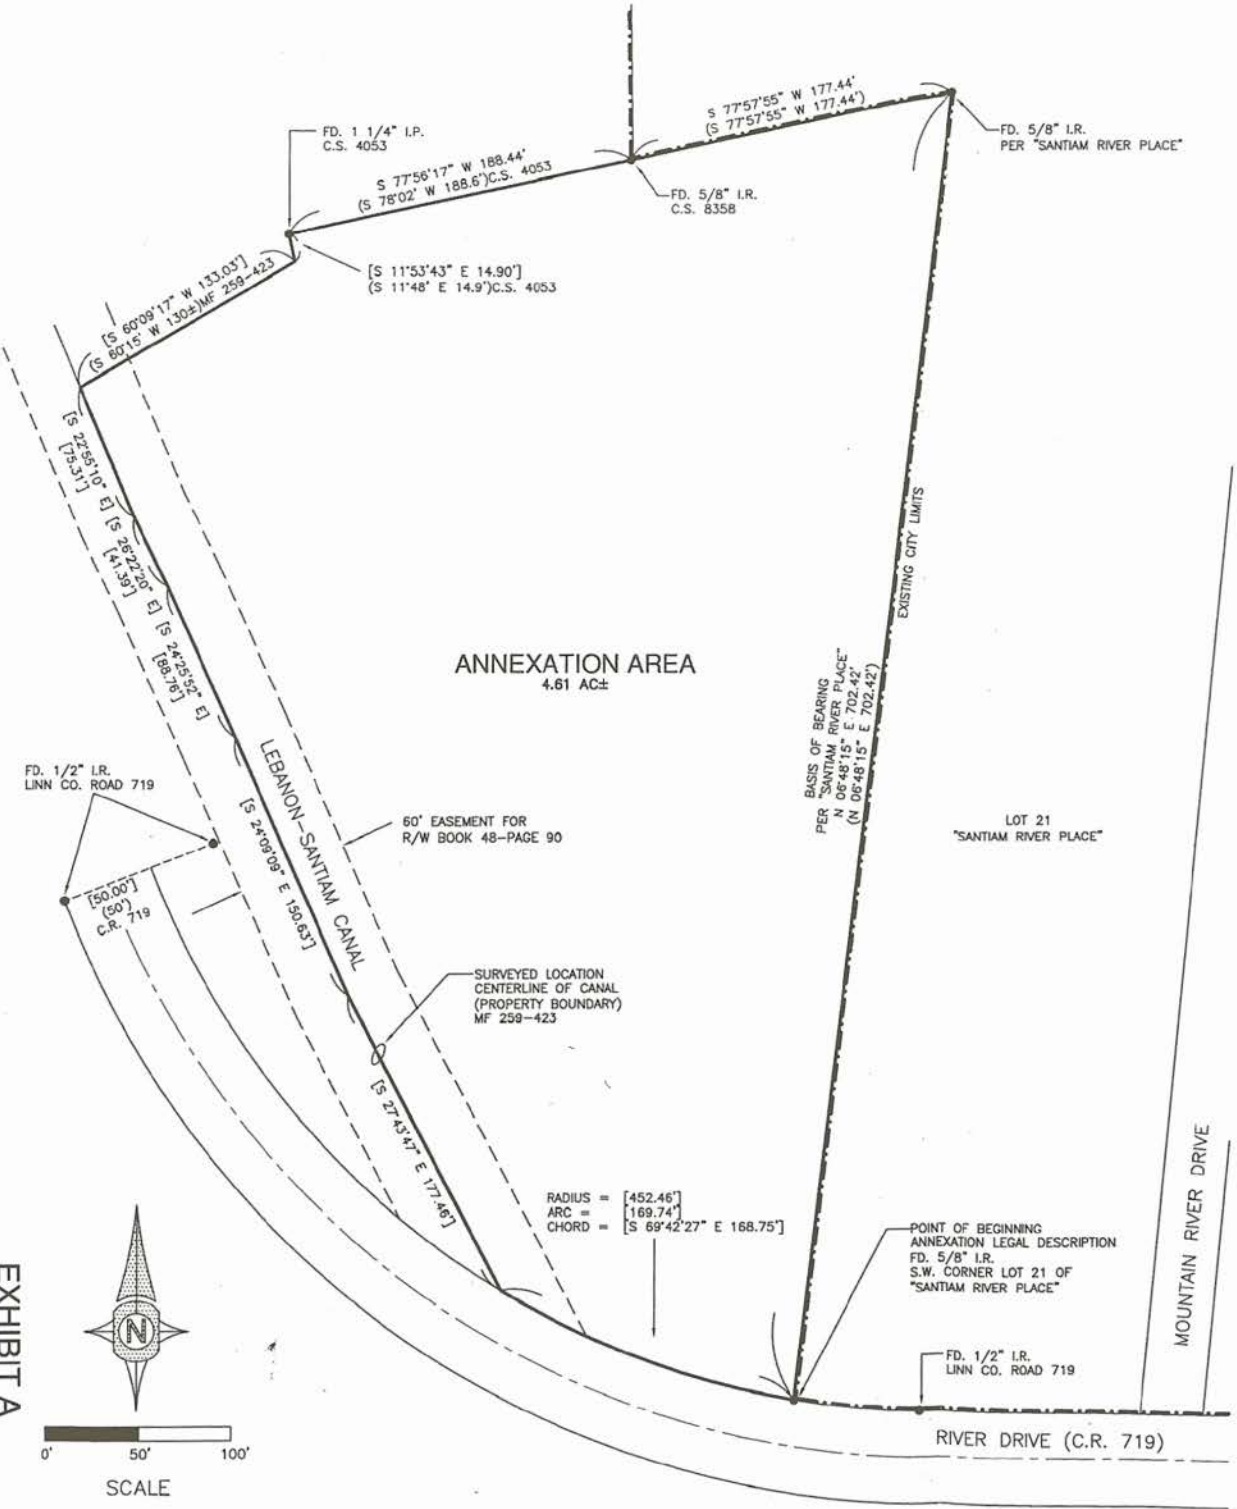 S 77°57'55" W 177.44'
(S 77°57'55" W 177.44')
FD. 1 1/4" I.P.
C.S. 4053
FD. 5/8" I.R.
PER "SANTIAM RIVER PLACE"
S 77°56'17" W 188.44'
(S 78°02' W 188.6')C.S. 4053
FD. 5/8" I.R.
C.S. 8358
[S 11°53'43" E 14.90']
(S 11°48' E 14.9')C.S. 4053
[S 60°09'17" W 133.03']
(S 60°15' W 130±)MF 259-423
[S 22°55'10" E]
[75.31']
[S 26°22'20" E]
[41.39']
[S 24°25'52" E]
[88.76']
EXISTING CITY LIMITS
ANNEXATION AREA
4.61 AC±
BASIS OF BEARING
PER "SANTIAM RIVER PLACE"
N 06°48'15" E 702.42'
(N 06°48'15" E 702.42')
LEBANON-SANTIAM CANAL
FD. 1/2" I.R.
LINN CO. ROAD 719
[S 24°09'09" E 150.63']
60' EASEMENT FOR
R/W BOOK 48-PAGE 90
LOT 21
"SANTIAM RIVER PLACE"
[50.00']
(50')
C.R. 719
SURVEYED LOCATION
CENTERLINE OF CANAL
(PROPERTY BOUNDARY)
MF 259-423
[S 27°43'47" E 177.46']
RADIUS = [452.46']
ARC = [169.74']
CHORD = [S 69°42'27" E 168.75']
POINT OF BEGINNING
ANNEXATION LEGAL DESCRIPTION
FD. 5/8" I.R.
S.W. CORNER LOT 21 OF
"SANTIAM RIVER PLACE"
MOUNTAIN RIVER DRIVE
FD. 1/2" I.R.
LINN CO. ROAD 719
RIVER DRIVE (C.R. 719)
EXHIBIT A
N
0' 50' 100'
SCALE